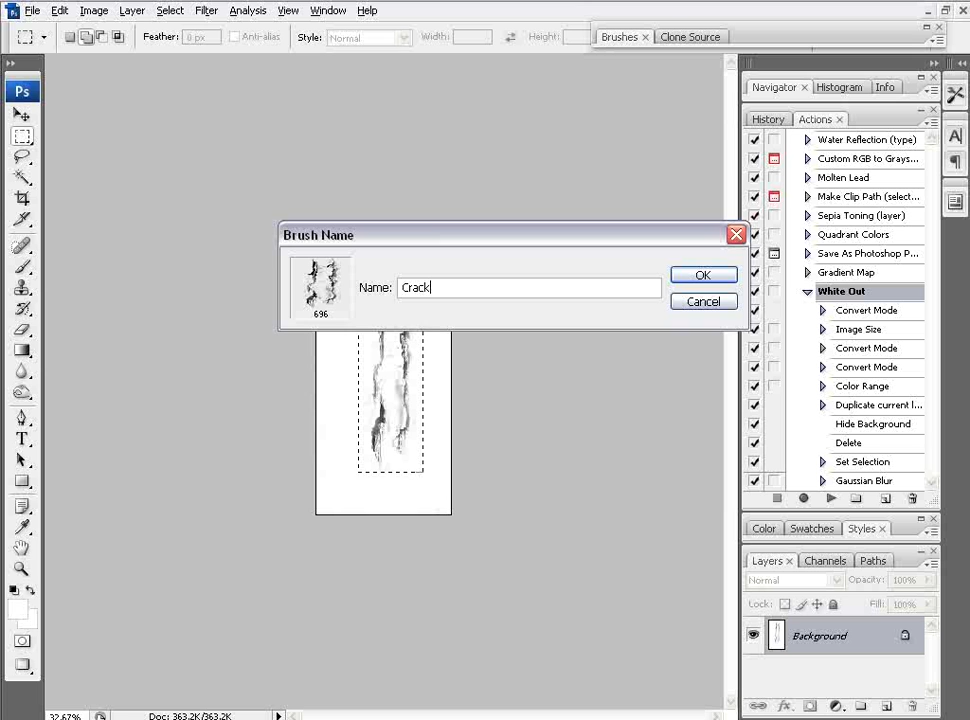 Ps File Edit Image Layer Select Filter Analysis View Window Help
Feather: 0 px Anti-alias Style: Normal Width: Height: Brushes x Clone Source
Ps
Navigator x Histogram Info
History Actions x
Water Reflection (type)
Custom RGB to Grays...
Molten Lead
Make Clip Path (select...
Sepia Toning (layer)
Quadrant Colors
Save As Photoshop P...
Gradient Map
White Out
Convert Mode
Image Size
Convert Mode
Convert Mode
Color Range
Duplicate current l...
Hide Background
Delete
Set Selection
Gaussian Blur
Brush Name
Name: Crack
OK
Cancel
696
T
Color Swatches Styles x
Layers x Channels Paths
Normal Opacity: 100%
Lock: Fill: 100%
Background
fx
32.67% Doc: 363.2K/363.2K